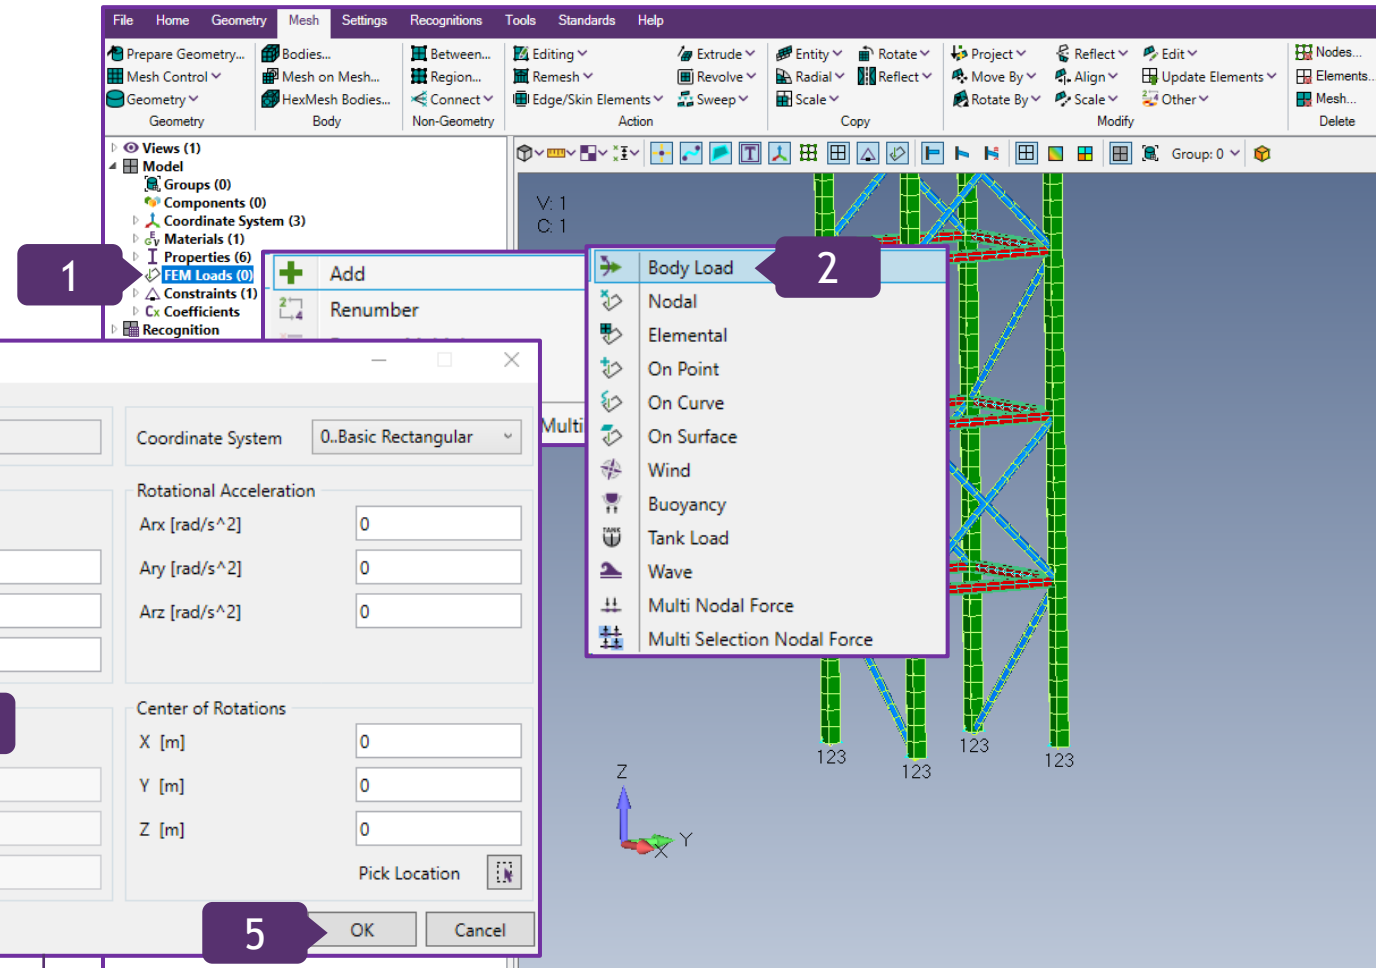 File Home Geometry Mesh Settings Recognitions Tools Standards Help
Prepare Geometry... Bodies... Between... Editing Extrude Entity Rotate Project Reflect Edit Nodes...
Mesh Control Mesh on Mesh... Region... Remesh Revolve Radial Reflect Move By Align Update Elements Elements...
Geometry HexMesh Bodies... Connect Edge/Skin Elements Sweep Scale Rotate By Scale Other Mesh...
Geometry Body Non-Geometry Action Copy Modify Delete
Views (1)
Model
Groups (0)
Components (0)
Coordinate System (3)
Materials (1)
Properties (6)
FEM Loads (0)
Constraints (1)
Coefficients
Recognition
Group: 0
V: 1
C: 1
1
Add
Renumber
2
Body Load
Nodal
Elemental
On Point
On Curve
On Surface
Wind
Buoyancy
Tank Load
Wave
Multi Nodal Force
Multi Selection Nodal Force
Multi
Coordinate System 0..Basic Rectangular
Rotational Acceleration
Arx [rad/s^2] 0
Ary [rad/s^2] 0
Arz [rad/s^2] 0
Center of Rotations
X [m] 0
Y [m] 0
Z [m] 0
Pick Location
5
OK Cancel
123
123
123
123
Z
Y
X